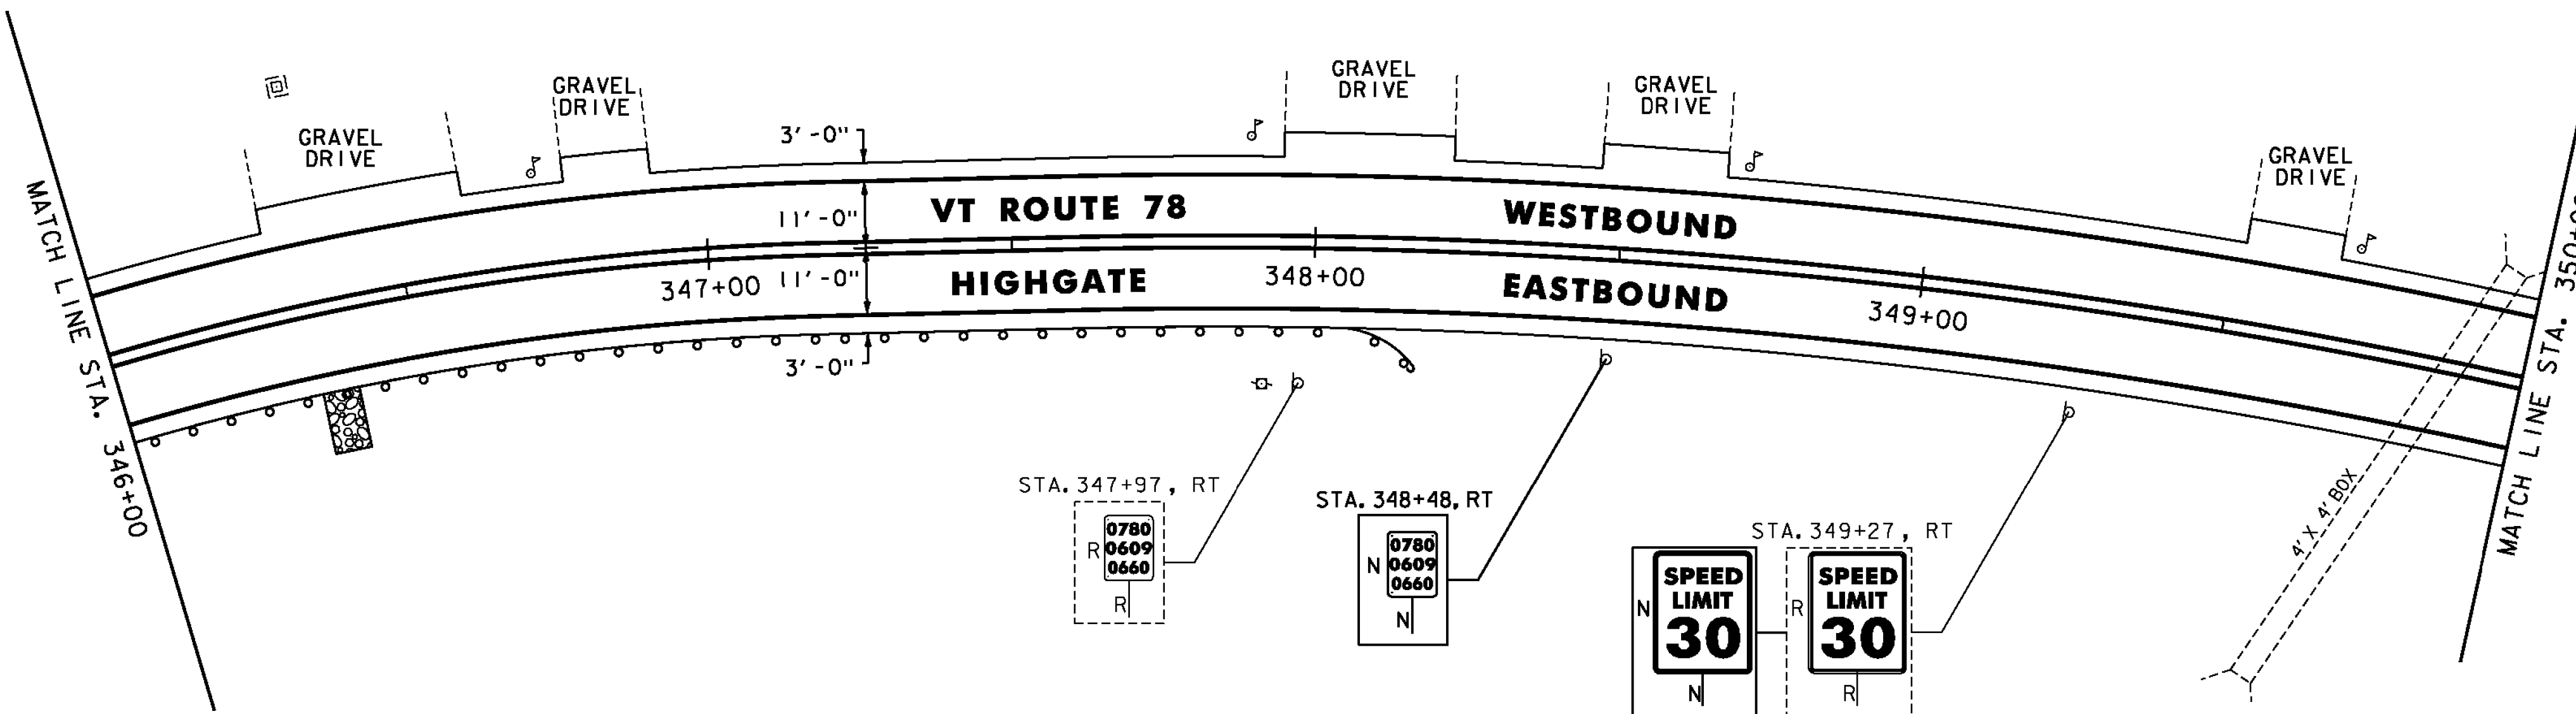 GRAVEL
DRIVE
GRAVEL
DRIVE
GRAVEL
DRIVE
GRAVEL
DRIVE
GRAVEL
DRIVE
3'-0"
11'-0"
11'-0"
3'-0"
VT ROUTE 78
WESTBOUND
HIGHGATE
EASTBOUND
347+00
348+00
349+00
MATCH LINE STA. 346+00
MATCH LINE STA. 350+00
4' X 4' BOX
STA. 347+97, RT
R
0780
0609
0660
R
STA. 348+48, RT
N
0780
0609
0660
N
STA. 349+27, RT
N
SPEED
LIMIT
30
N
R
SPEED
LIMIT
30
R